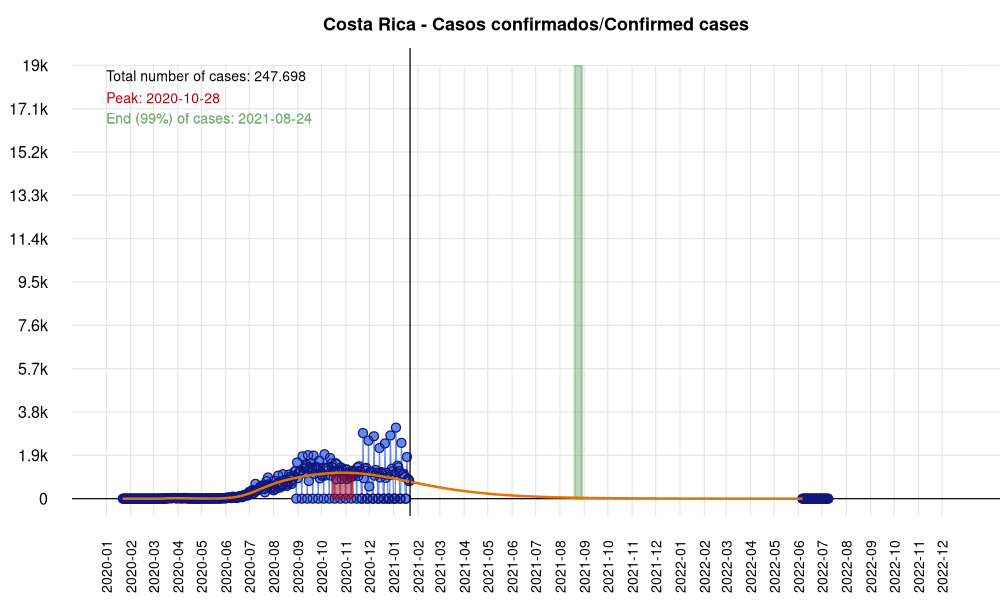 Costa Rica - Casos confirmados/Confirmed cases
Total number of cases: 247.698
Peak: 2020-10-28
End (99%) of cases: 2021-08-24
19k
17.1k
15.2k
13.3k
11.4k
9.5k
7.6k
5.7k
3.8k
1.9k
0
2020-01
2020-02
2020-03
2020-04
2020-05
2020-06
2020-07
2020-08
2020-09
2020-10
2020-11
2020-12
2021-01
2021-02
2021-03
2021-04
2021-05
2021-06
2021-07
2021-08
2021-09
2021-10
2021-11
2021-12
2022-01
2022-02
2022-03
2022-04
2022-05
2022-06
2022-07
2022-08
2022-09
2022-10
2022-11
2022-12